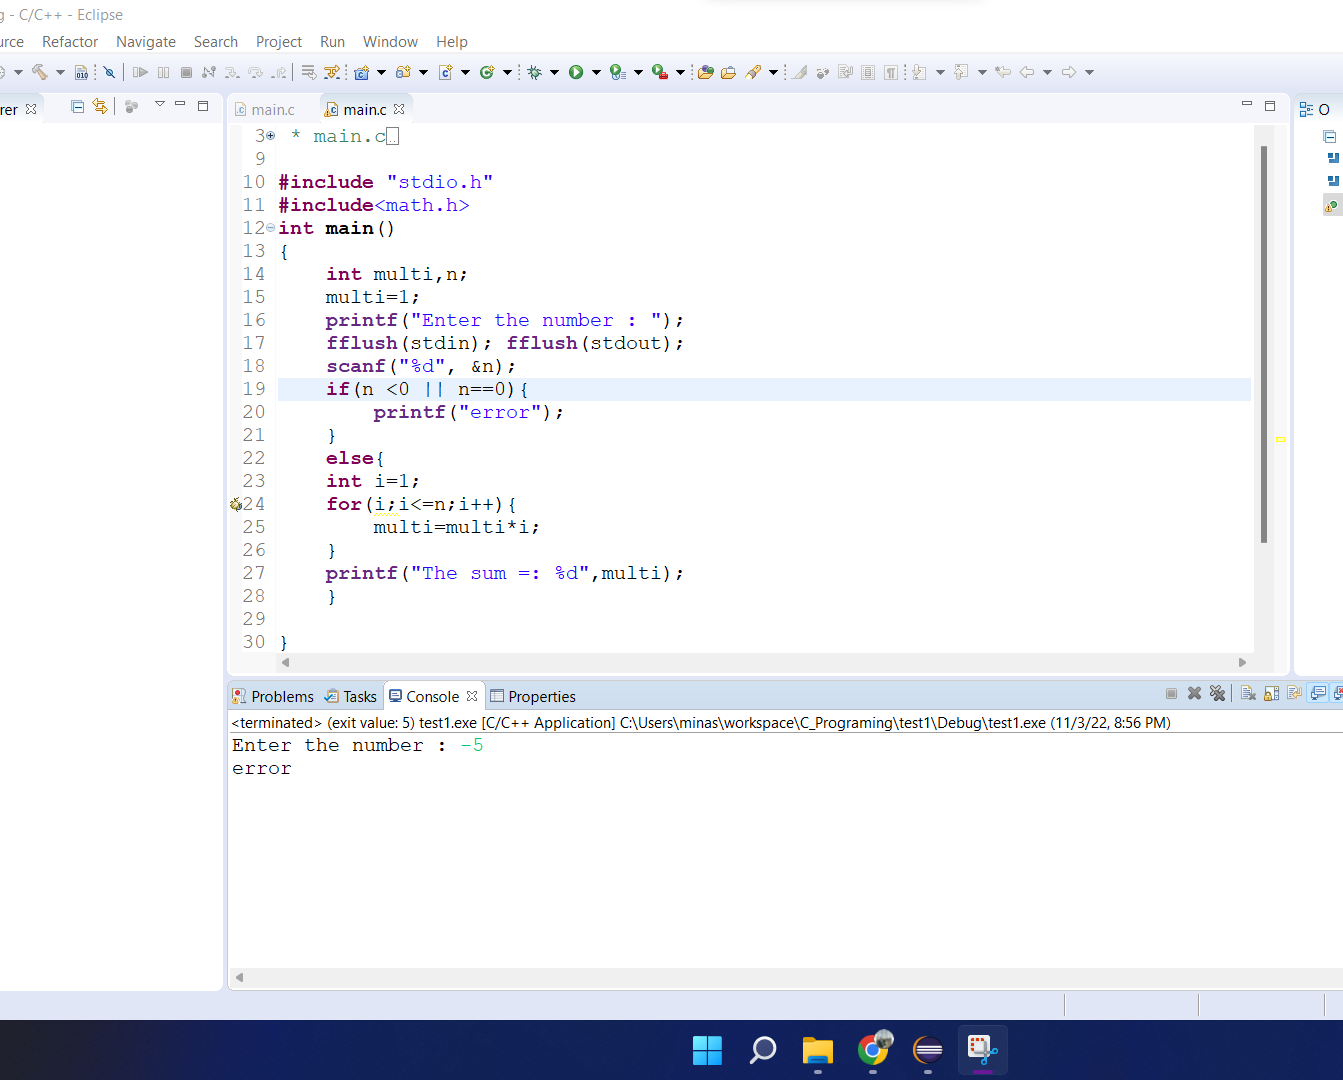 g - C/C++ - Eclipse
urce Refactor Navigate Search Project Run Window Help
rer
main.c main.c
O
3 * main.c
9
10 #include "stdio.h"
11 #include<math.h>
12 int main()
13 {
14 int multi,n;
15 multi=1;
16 printf("Enter the number : ");
17 fflush(stdin); fflush(stdout);
18 scanf("%d", &n);
19 if(n <0 || n==0){
20 printf("error");
21 }
22 else{
23 int i=1;
24 for(i;i<=n;i++){
25 multi=multi*i;
26 }
27 printf("The sum =: %d",multi);
28 }
29
30 }
Problems Tasks Console Properties
<terminated> (exit value: 5) test1.exe [C/C++ Application] C:\Users\minas\workspace\C_Programing\test1\Debug\test1.exe (11/3/22, 8:56 PM)
Enter the number : -5
error